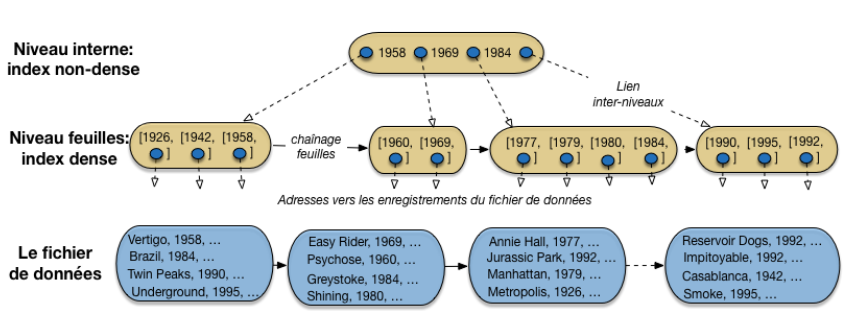 Niveau interne:
index non-dense
1958 1969 1984
Lien
inter-niveaux
Niveau feuilles:
index dense
[1926, ] [1942, ] [1958, ]
chaînage
feuilles
[1960, ] [1969, ]
[1977, ] [1979, ] [1980, ] [1984, ]
[1990, ] [1995, ] [1992, ]
Adresses vers les enregistrements du fichier de données
Le fichier
de données
Vertigo, 1958, ...
Brazil, 1984, ...
Twin Peaks, 1990, ...
Underground, 1995, ...
Easy Rider, 1969, ...
Psychose, 1960, ...
Greystoke, 1984, ...
Shining, 1980, ...
Annie Hall, 1977, ...
Jurassic Park, 1992, ...
Manhattan, 1979, ...
Metropolis, 1926, ...
Reservoir Dogs, 1992, ...
Impitoyable, 1992, ...
Casablanca, 1942, ...
Smoke, 1995, ...